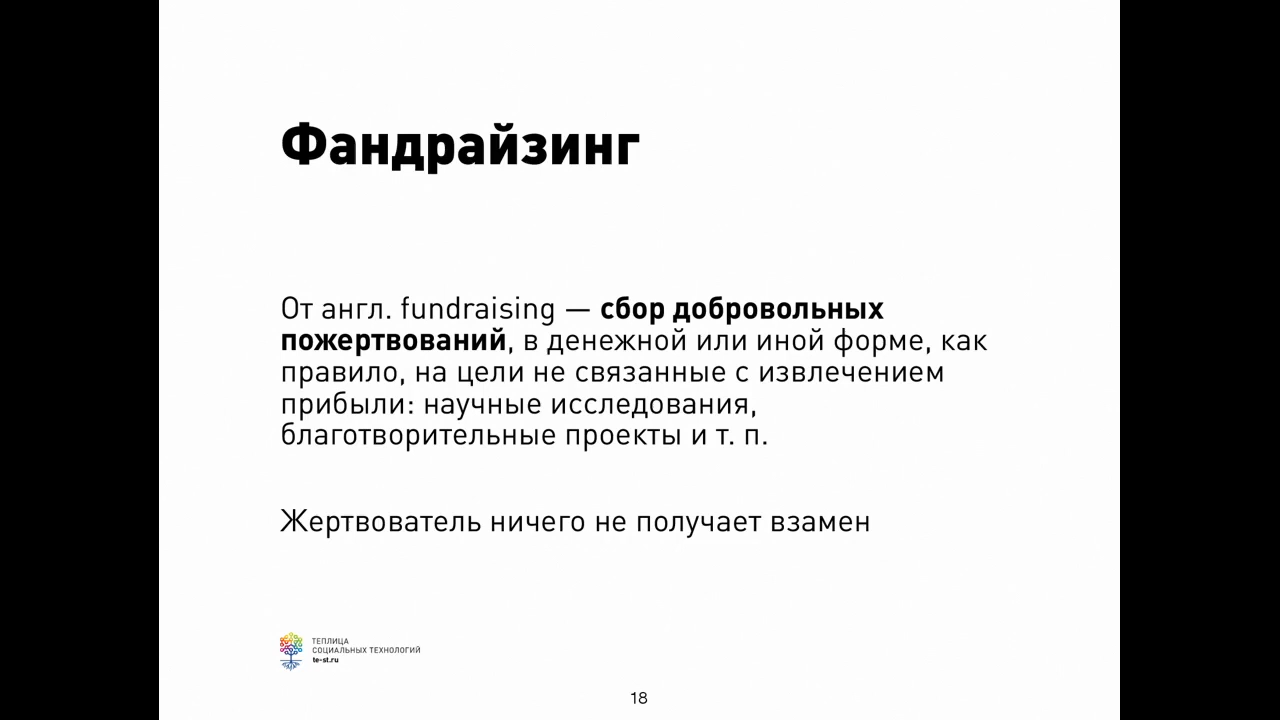 Фандрайзинг
От англ. fundraising — сбор добровольных
пожертвований, в денежной или иной форме, как
правило, на цели не связанные с извлечением
прибыли: научные исследования,
благотворительные проекты и т. п.
Жертвователь ничего не получает взамен
ТЕПЛИЦА
СОЦИАЛЬНЫХ ТЕХНОЛОГИЙ
te-st.ru
18